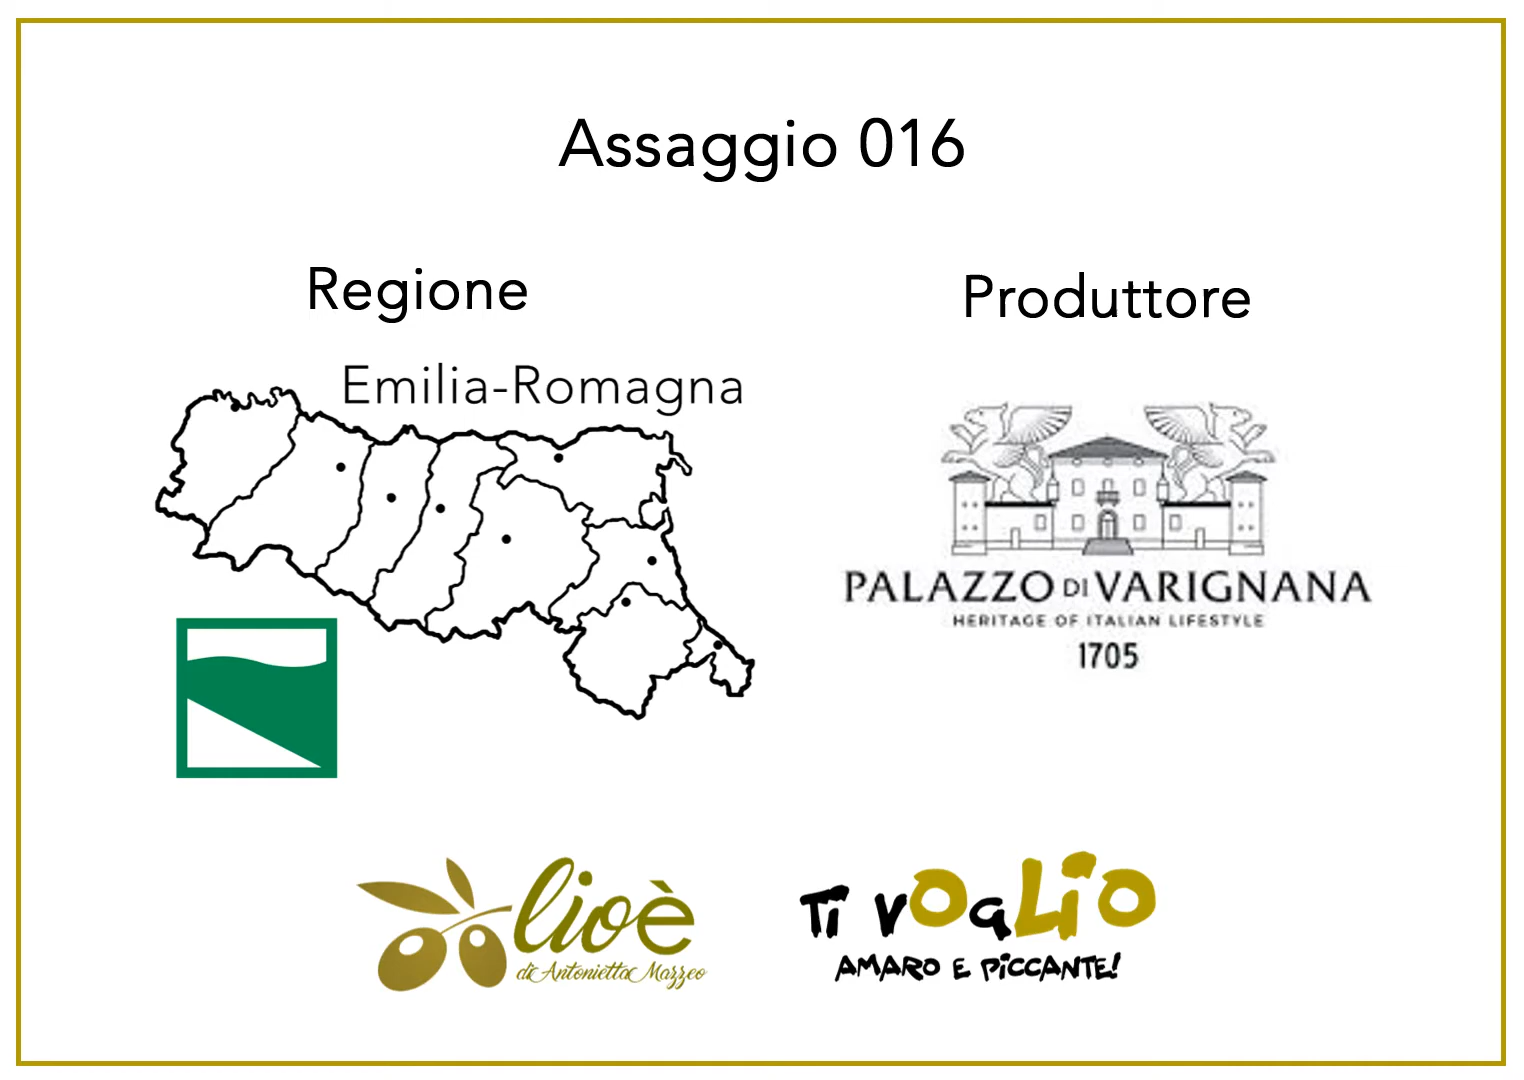 Assaggio 016
Regione
Emilia-Romagna
Produttore
PALAZZO DI VARIGNANA
HERITAGE OF ITALIAN LIFESTYLE
1705
olioè
di Antonietta Mazzeo
Ti VOgLiO
AMARO E PiCCANTE!